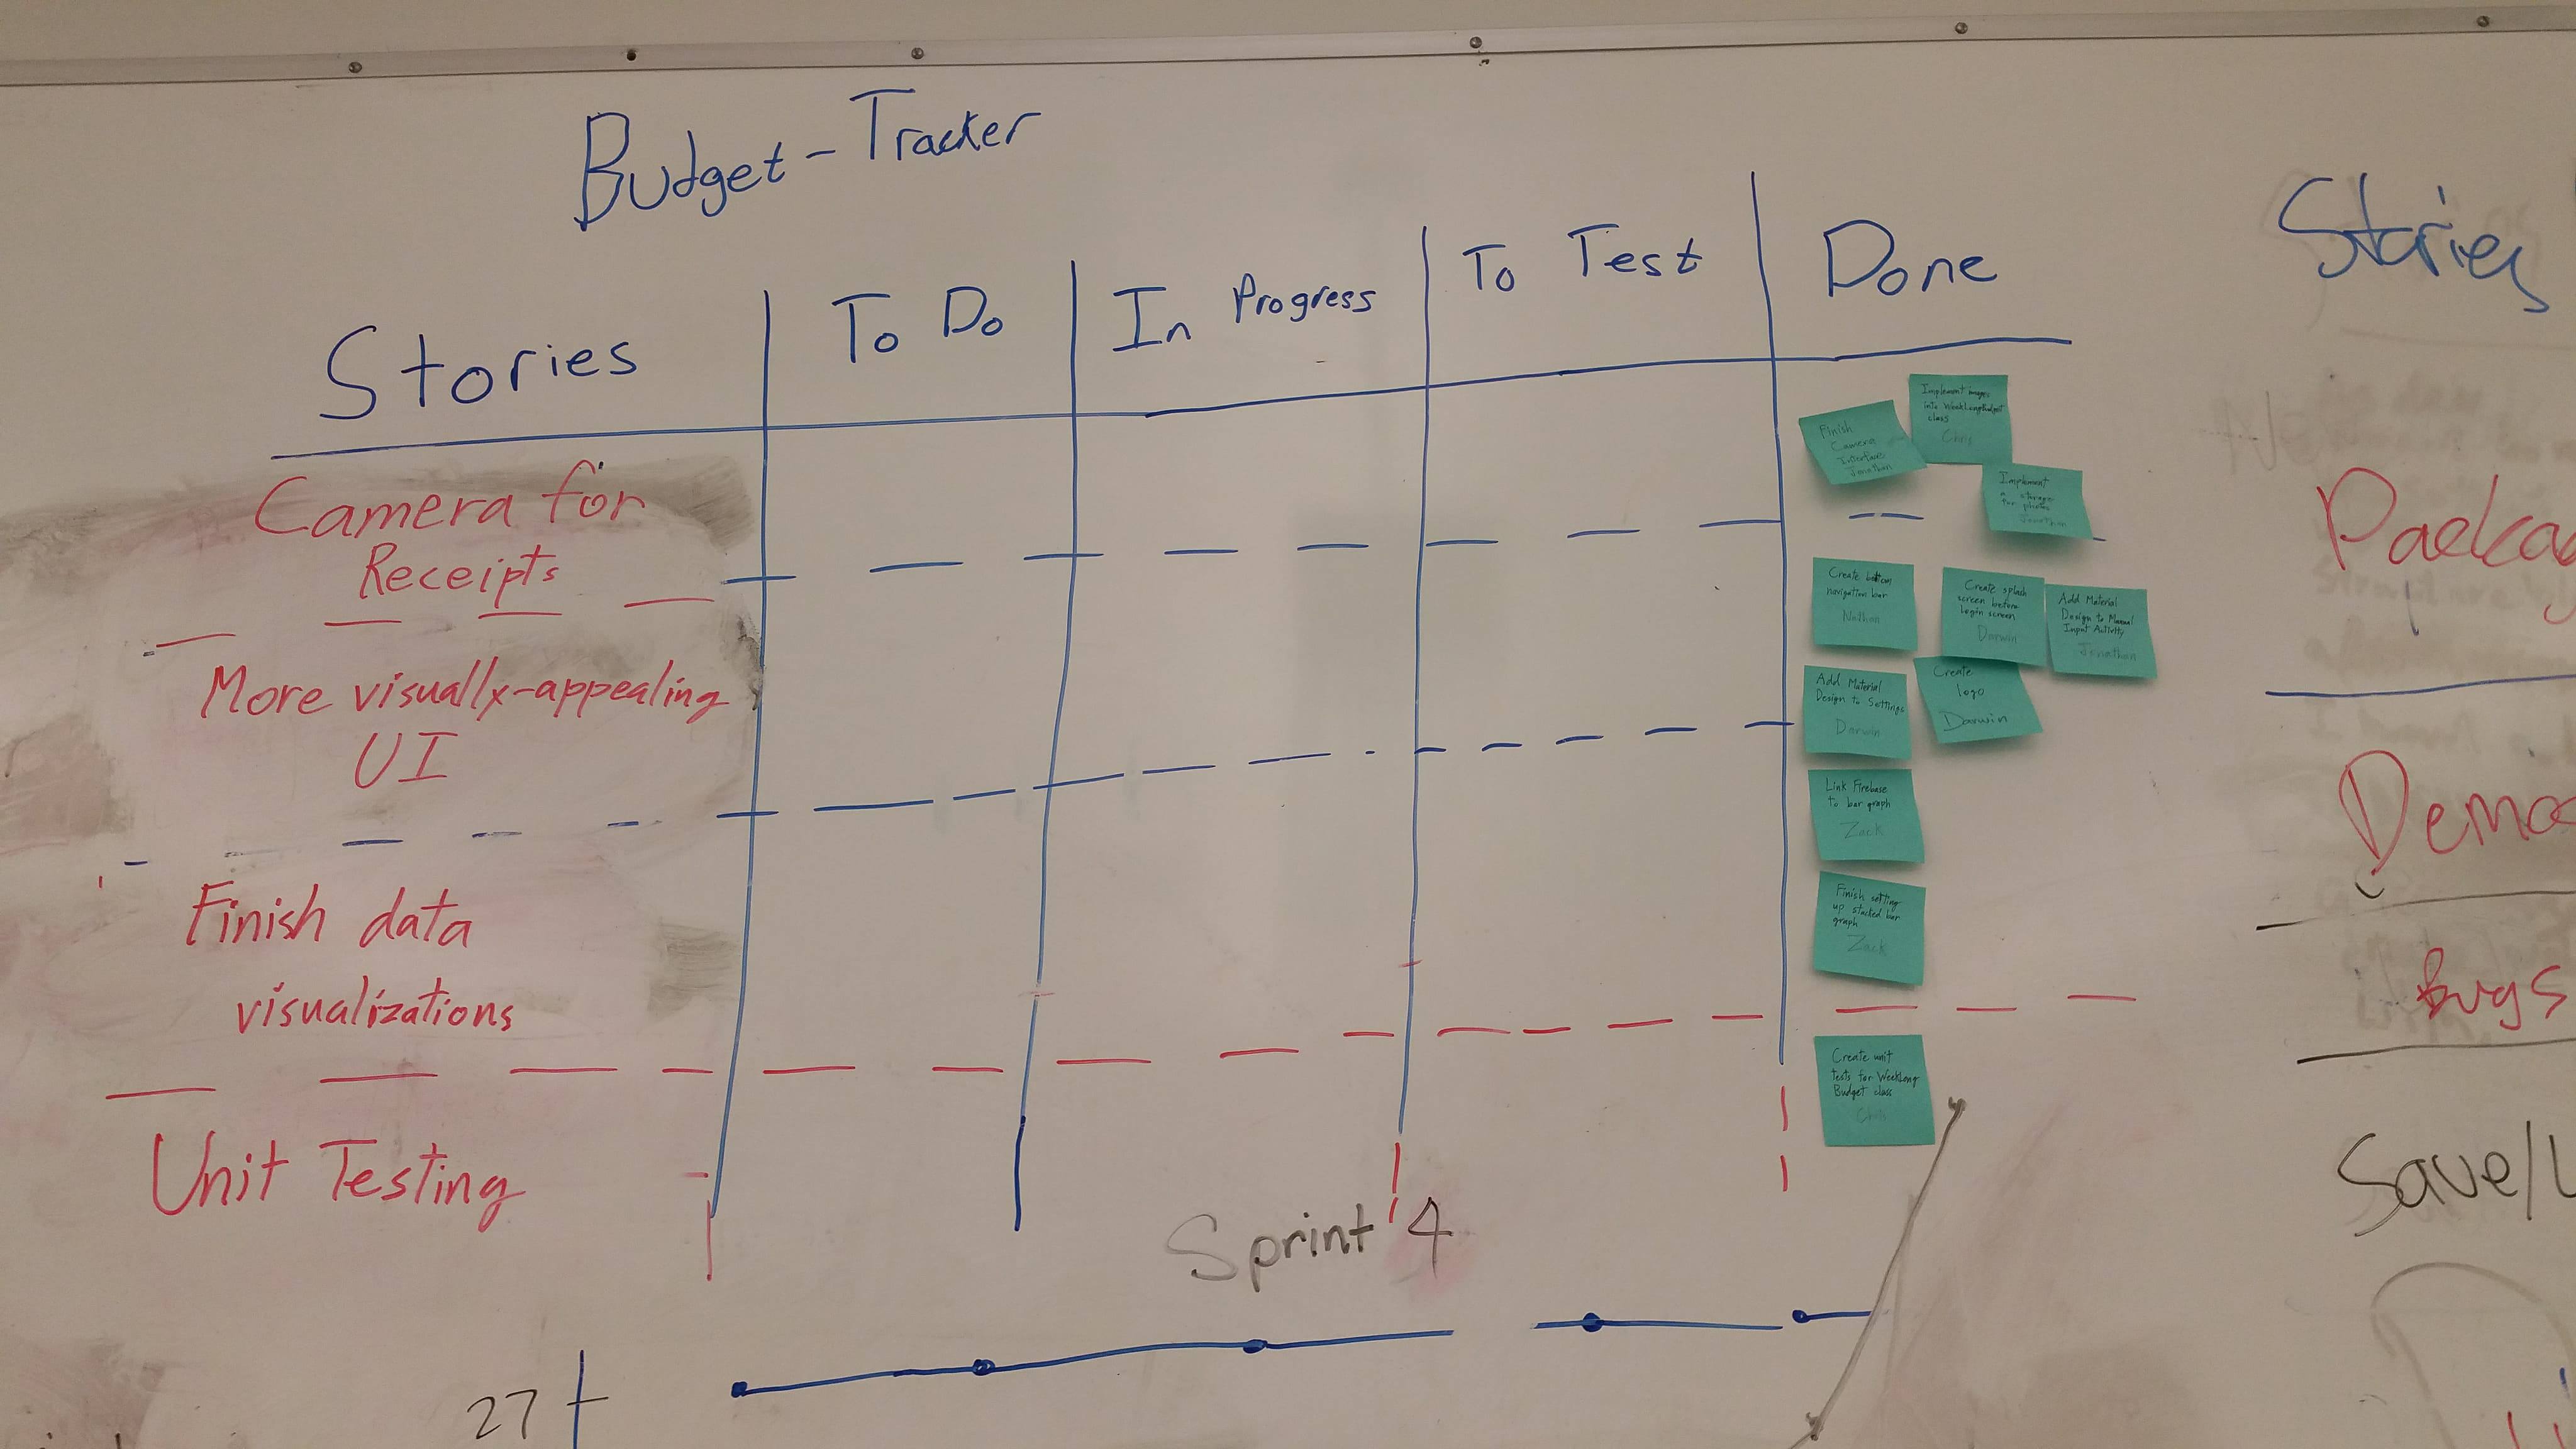 Budget-Tracker
Stories
To Do
In Progress
To Test
Done
Camera for
Receipts
Finish
Camera
Interface
Jonathan
Implement images
into WeekLongBudget
class
Chris
Implement
a storage
for photos
Jonathan
More visually-appealing
UI
Create bottom
navigation bar
Nathan
Create splash
screen before
login screen
Darwin
Add Material
Design to Manual
Input Activity
Jonathan
Add Material
Design to Settings
Darwin
Create
logo
Darwin
Finish data
visualizations
Link Firebase
to bar graph
Zack
Finish setting
up stacked bar
graph
Zack
Unit Testing
Create unit
tests for WeekLong
Budget class
Chris
Sprint 4
27
Stories
Packag
Demo
Bugs
Save/L